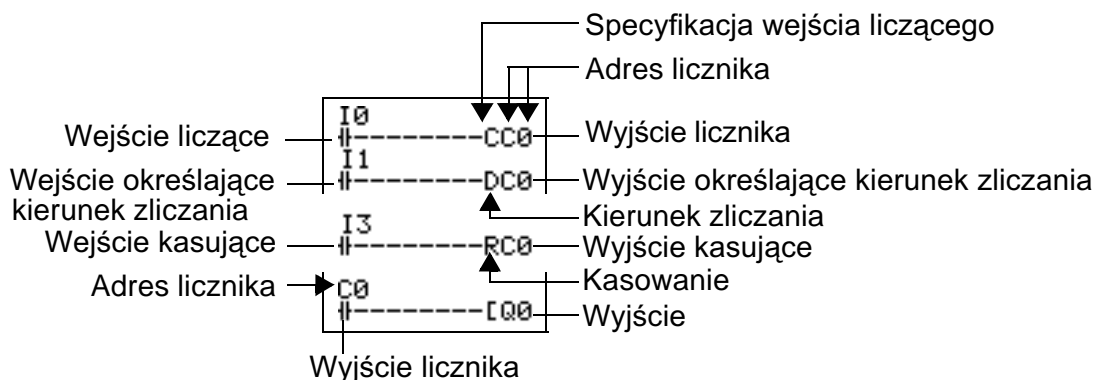 Specyfikacja wejścia liczącego
Adres licznika
I0
Wejście liczące
CC0
Wyjście licznika
I1
Wejście określające
kierunek zliczania
DC0
Wyjście określające kierunek zliczania
Kierunek zliczania
I3
Wejście kasujące
RC0
Wyjście kasujące
Kasowanie
Adres licznika
C0
[Q0
Wyjście
Wyjście licznika